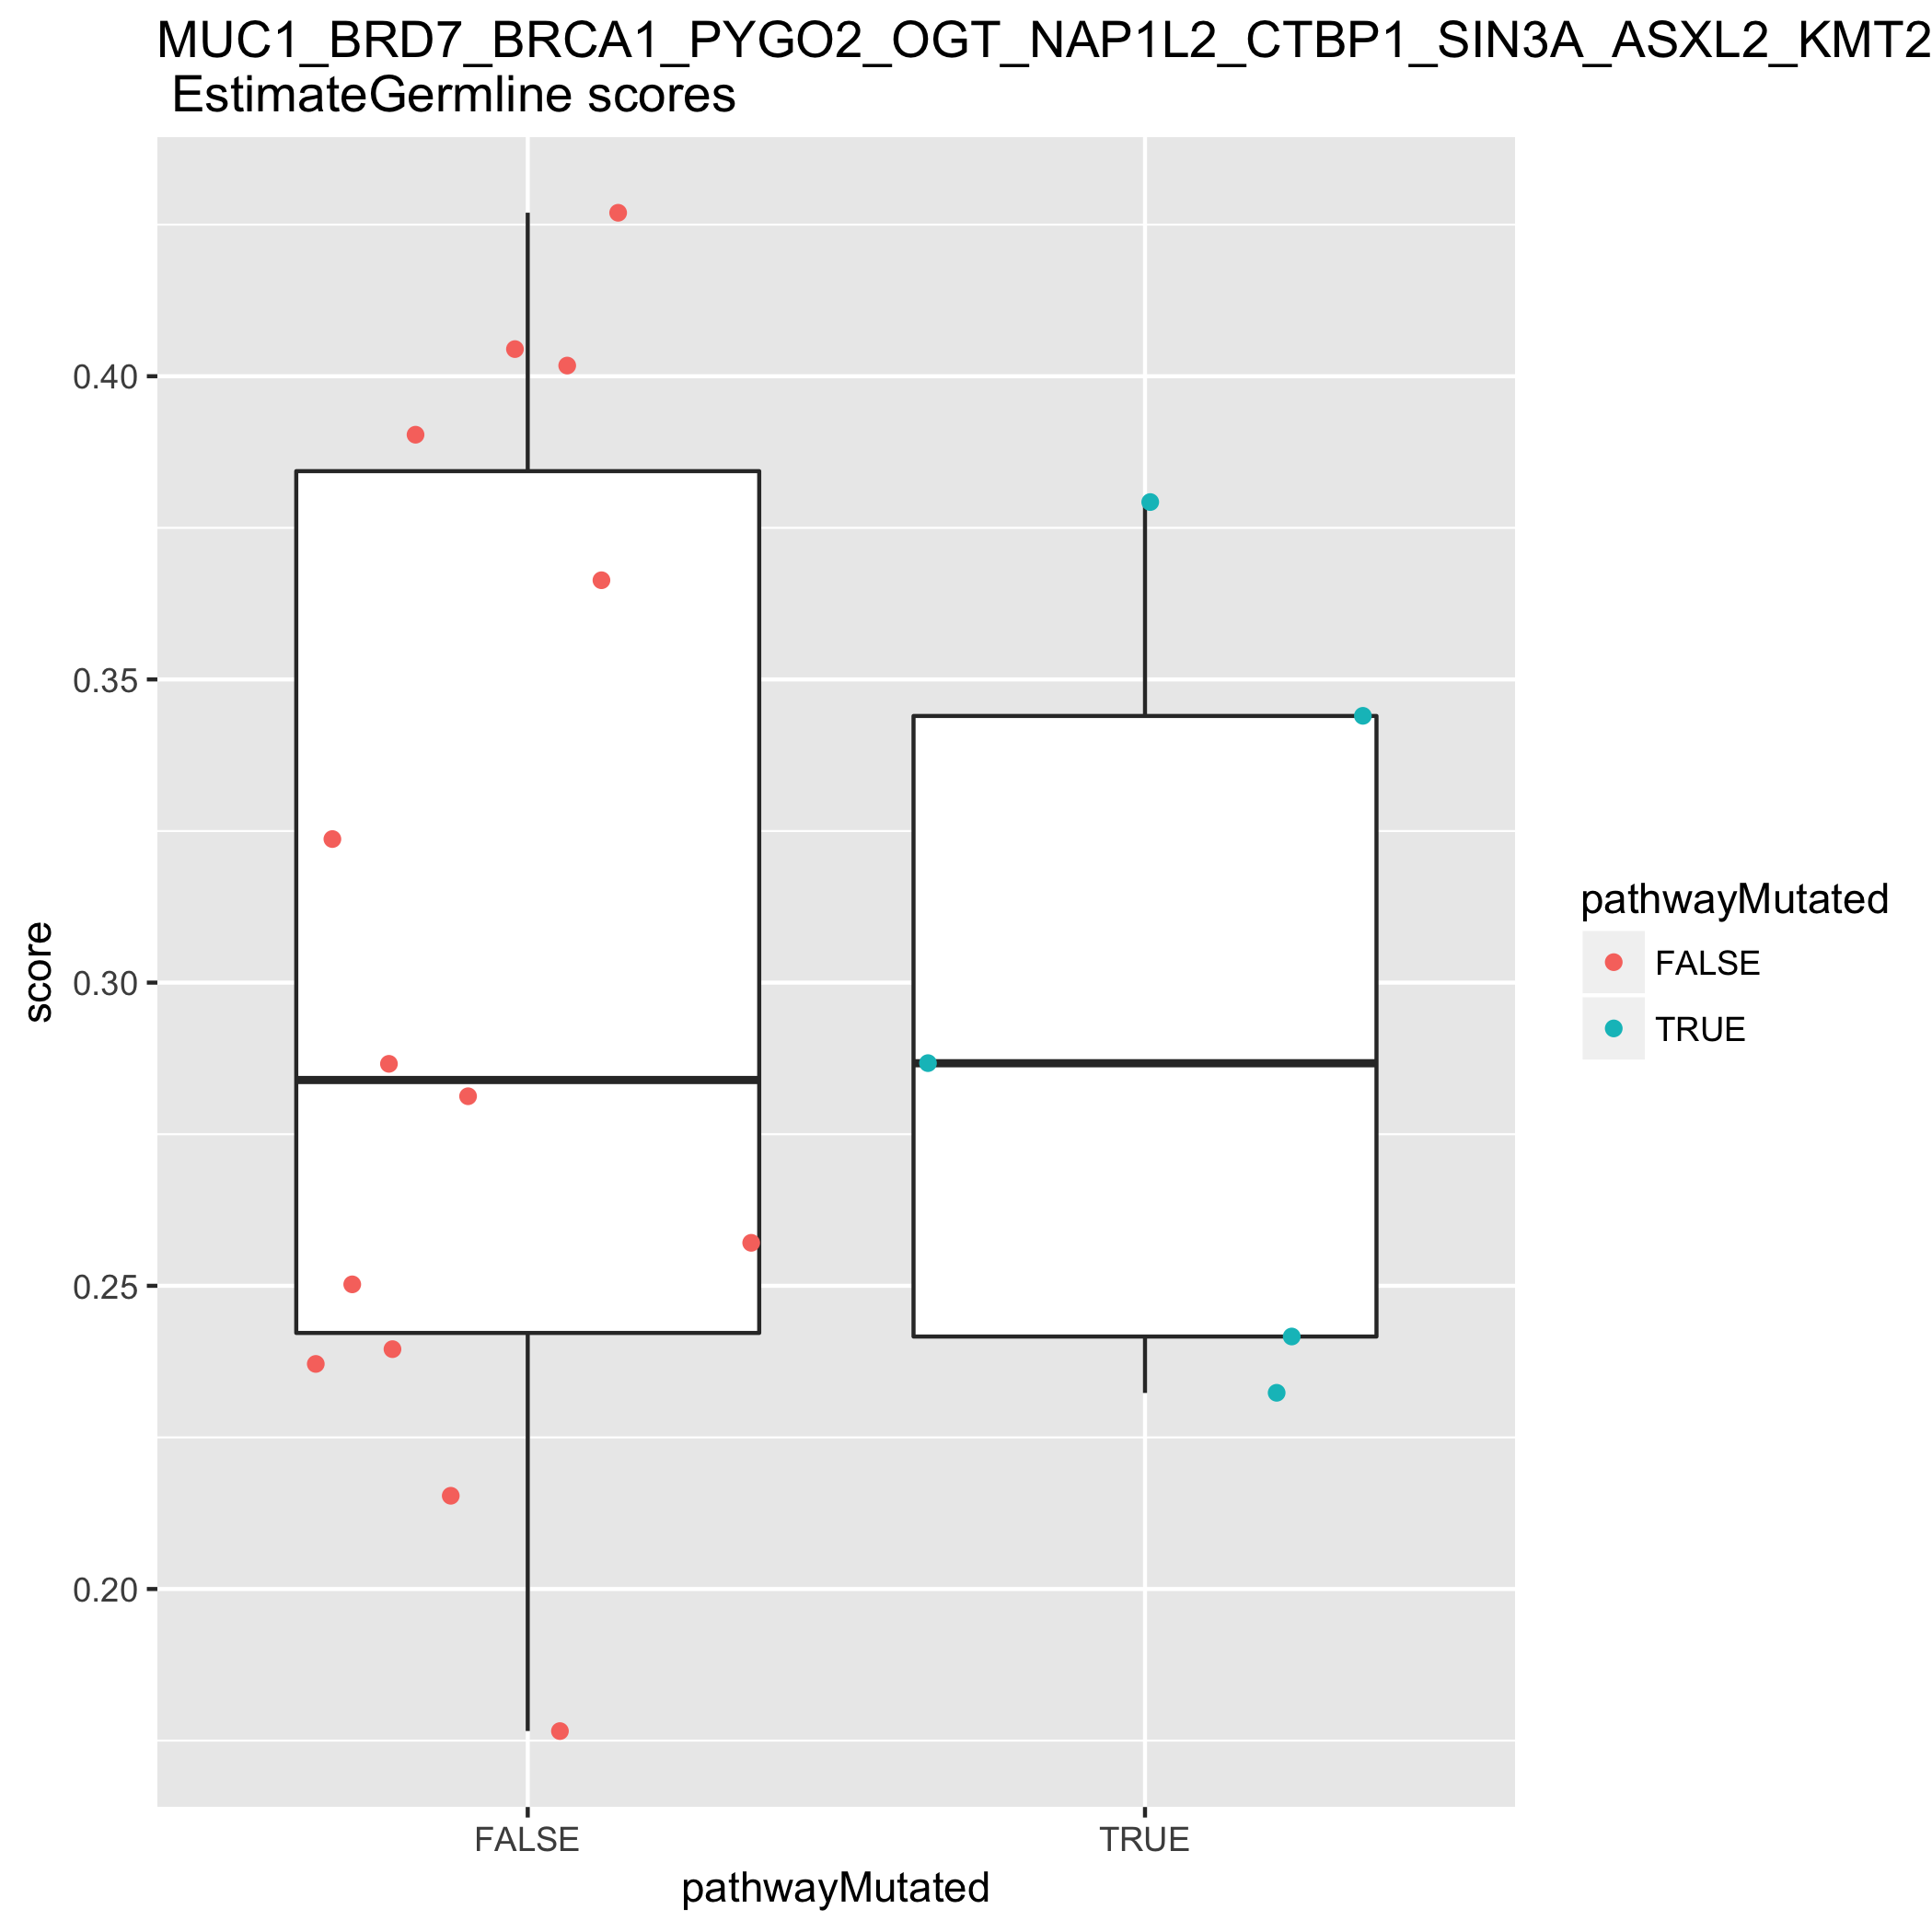 MUC1_BRD7_BRCA1_PYGO2_OGT_NAP1L2_CTBP1_SIN3A_ASXL2_KMT2
EstimateGermline scores
0.40
0.35
0.30
0.25
0.20
score
FALSE
TRUE
pathwayMutated
pathwayMutated
FALSE
TRUE